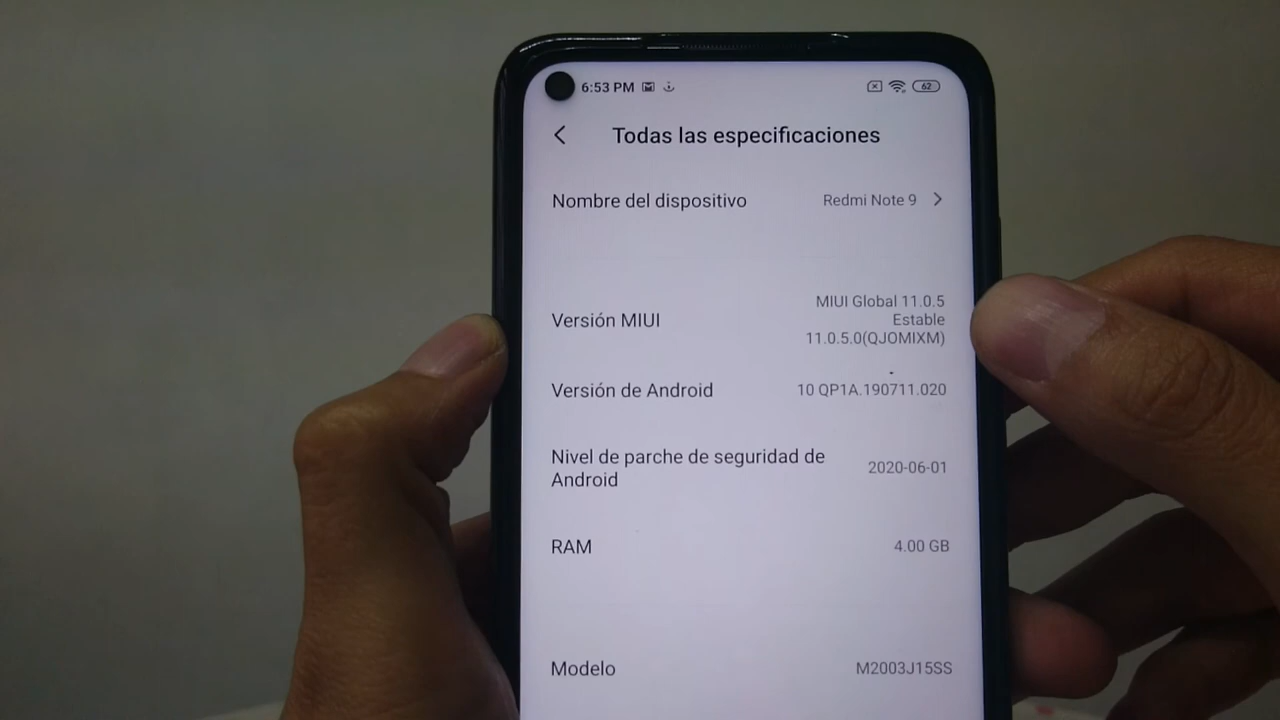 6:53 PM 62
Todas las especificaciones
Nombre del dispositivo Redmi Note 9
Versión MIUI MIUI Global 11.0.5
Estable
11.0.5.0(QJOMIXM)
Versión de Android 10 QP1A.190711.020
Nivel de parche de seguridad de
Android 2020-06-01
RAM 4.00 GB
Modelo M2003J15SS